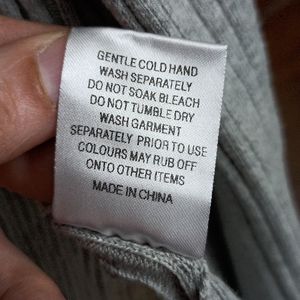 GENTLE COLD HAND
WASH SEPARATELY
DO NOT SOAK BLEACH
DO NOT TUMBLE DRY
WASH GARMENT
SEPARATELY PRIOR TO USE
COLOURS MAY RUB OFF
ONTO OTHER ITEMS
MADE IN CHINA